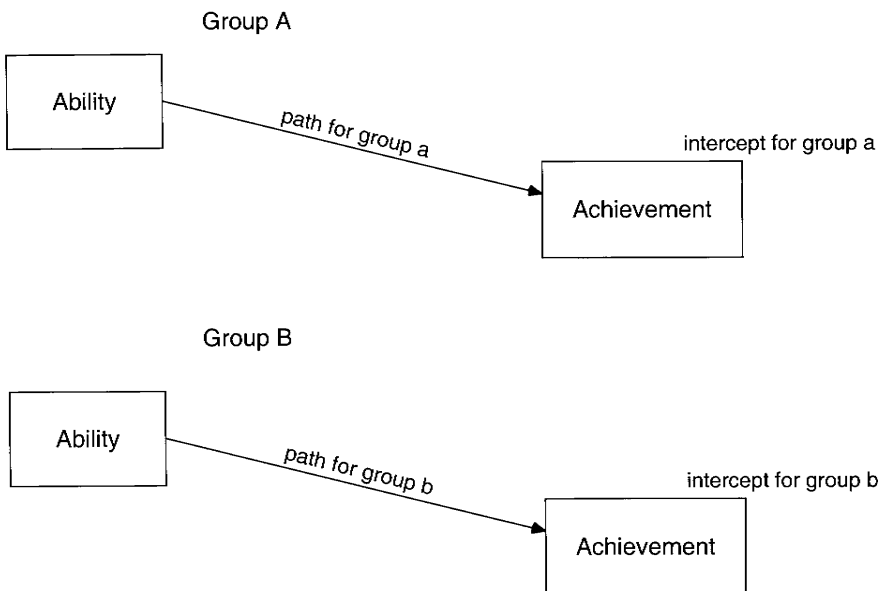 Group A
Ability
path for group a
intercept for group a
Achievement
Group B
Ability
path for group b
intercept for group b
Achievement